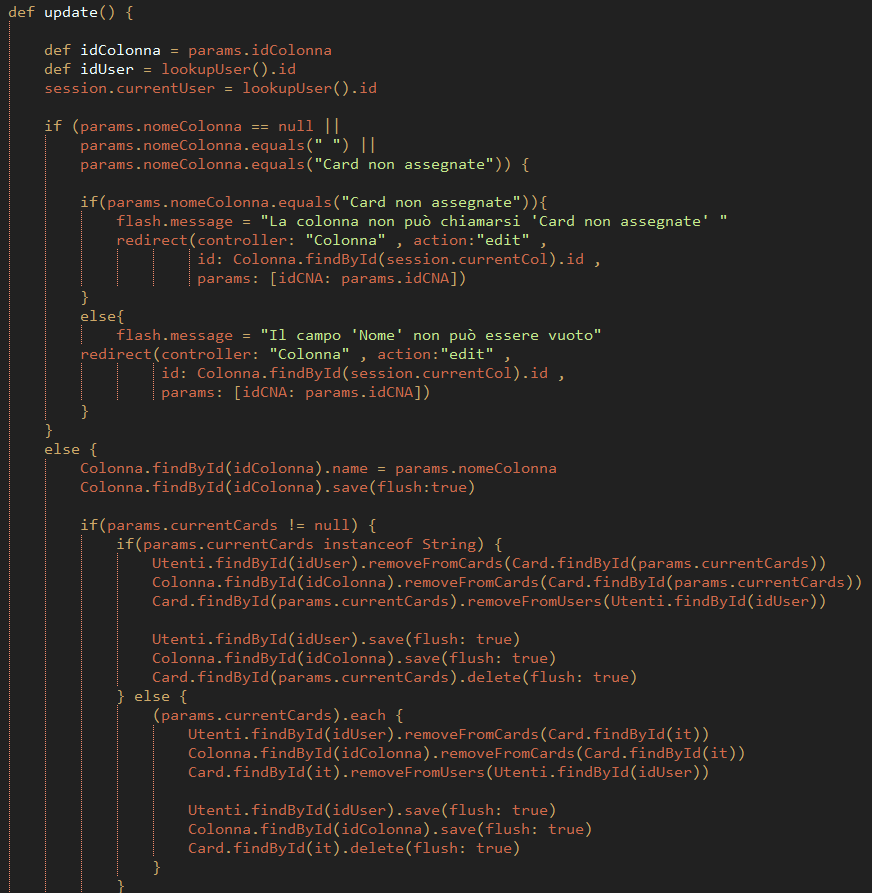 def update() {
def idColonna = params.idColonna
def idUser = lookupUser().id
session.currentUser = lookupUser().id
if (params.nomeColonna == null ||
params.nomeColonna.equals(" ") ||
params.nomeColonna.equals("Card non assegnate")) {
if(params.nomeColonna.equals("Card non assegnate")){
flash.message = "La colonna non può chiamarsi 'Card non assegnate' "
redirect(controller: "Colonna" , action:"edit" ,
id: Colonna.findById(session.currentCol).id ,
params: [idCNA: params.idCNA])
}
else{
flash.message = "Il campo 'Nome' non può essere vuoto"
redirect(controller: "Colonna" , action:"edit" ,
id: Colonna.findById(session.currentCol).id ,
params: [idCNA: params.idCNA])
}
}
else {
Colonna.findById(idColonna).name = params.nomeColonna
Colonna.findById(idColonna).save(flush:true)
if(params.currentCards != null) {
if(params.currentCards instanceof String) {
Utenti.findById(idUser).removeFromCards(Card.findById(params.currentCards))
Colonna.findById(idColonna).removeFromCards(Card.findById(params.currentCards))
Card.findById(params.currentCards).removeFromUsers(Utenti.findById(idUser))
Utenti.findById(idUser).save(flush: true)
Colonna.findById(idColonna).save(flush: true)
Card.findById(params.currentCards).delete(flush: true)
} else {
(params.currentCards).each {
Utenti.findById(idUser).removeFromCards(Card.findById(it))
Colonna.findById(idColonna).removeFromCards(Card.findById(it))
Card.findById(it).removeFromUsers(Utenti.findById(idUser))
Utenti.findById(idUser).save(flush: true)
Colonna.findById(idColonna).save(flush: true)
Card.findById(it).delete(flush: true)
}
}